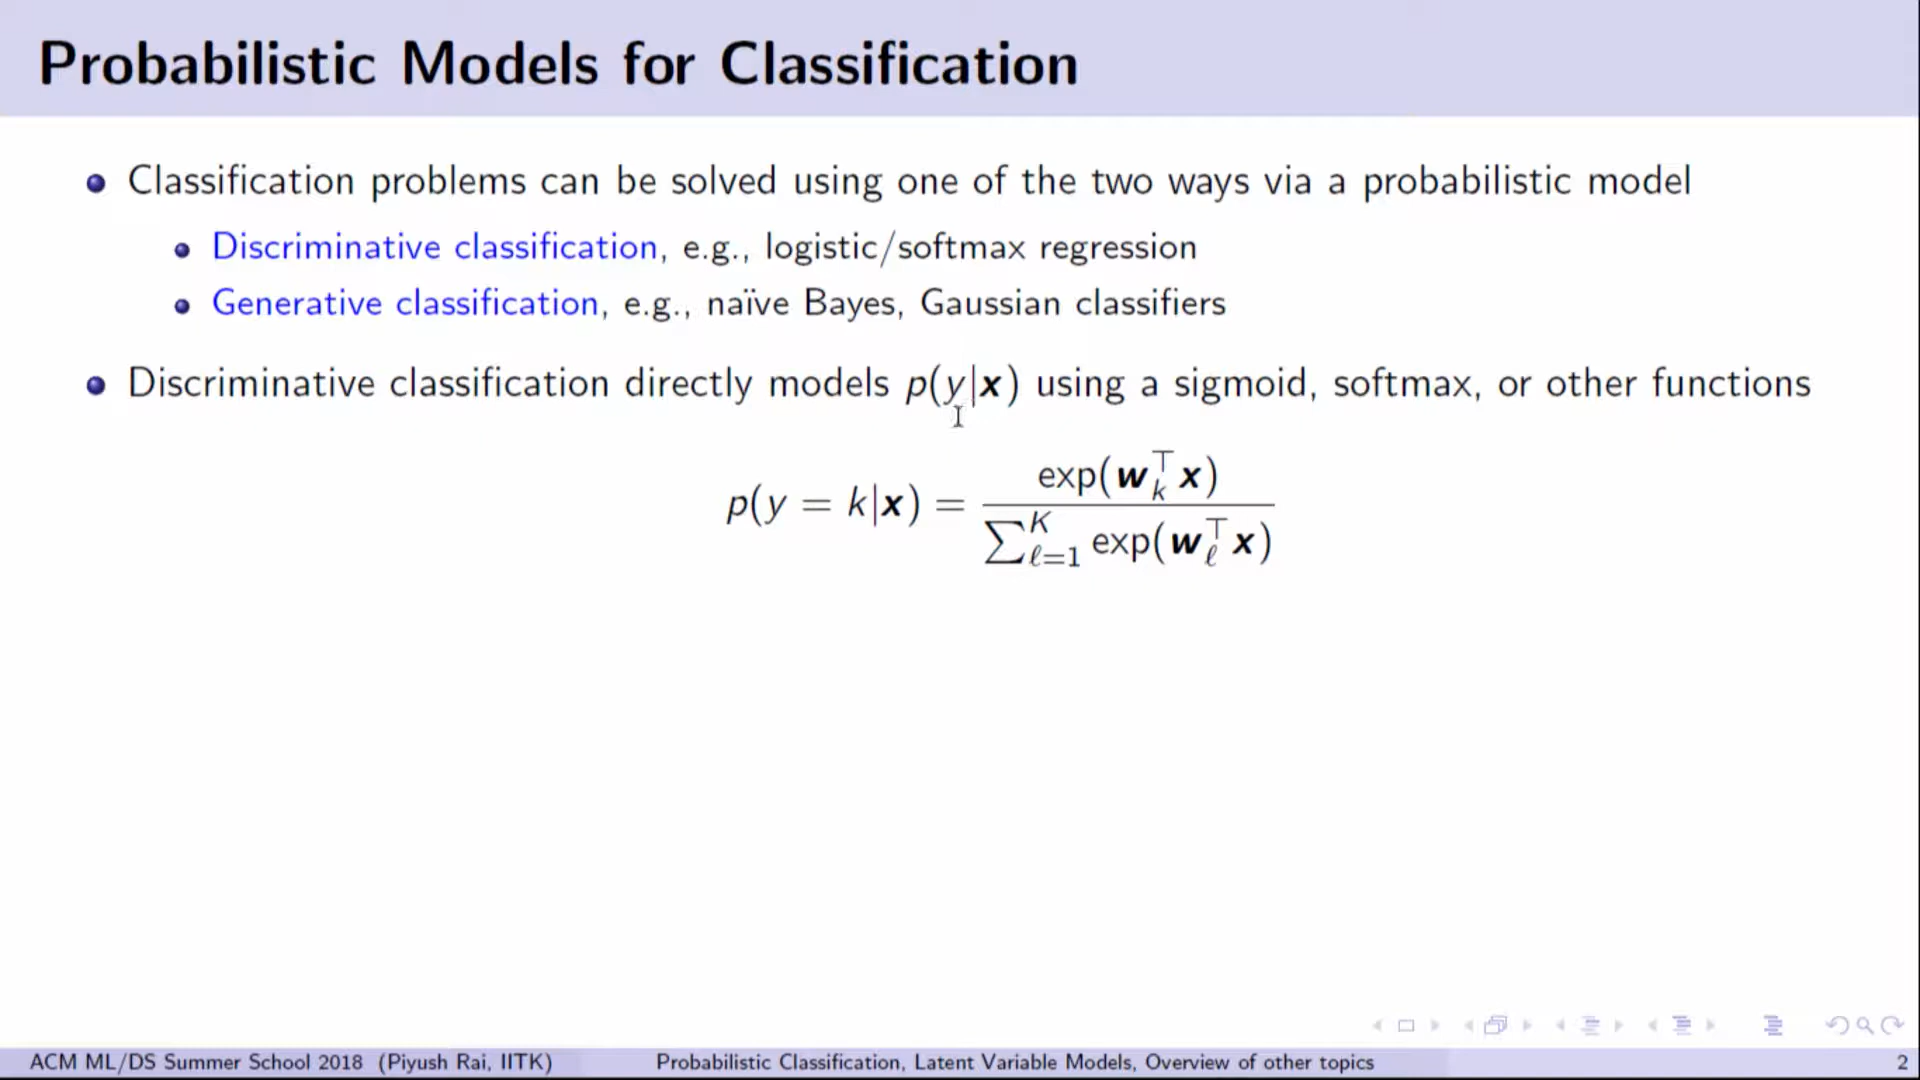 Probabilistic Models for Classification
Classification problems can be solved using one of the two ways via a probabilistic model
Discriminative classification, e.g., logistic/softmax regression
Generative classification, e.g., naïve Bayes, Gaussian classifiers
Discriminative classification directly models p(y|x) using a sigmoid, softmax, or other functions
p(y = k|x) = exp(w_k^⊤ x) / ∑_{ℓ=1}^K exp(w_ℓ^⊤ x)
ACM ML/DS Summer School 2018 (Piyush Rai, IITK) Probabilistic Classification, Latent Variable Models, Overview of other topics 2